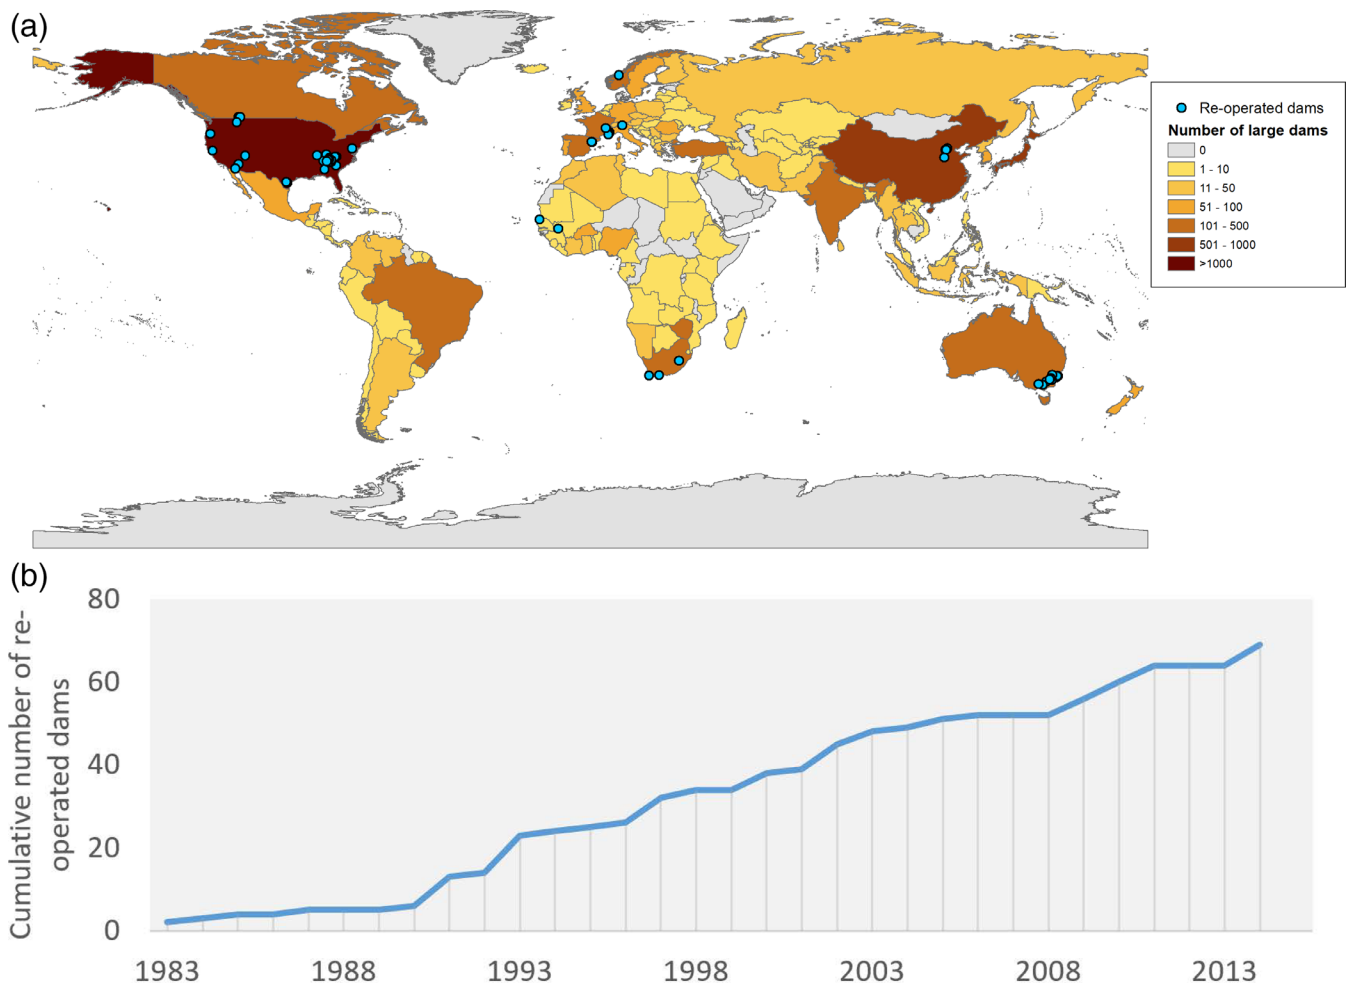 (a)
Re-operated dams
Number of large dams
0
1 - 10
11 - 50
51 - 100
101 - 500
501 - 1000
>1000
(b)
Cumulative number of re-
operated dams
80
60
40
20
0
1983 1988 1993 1998 2003 2008 2013